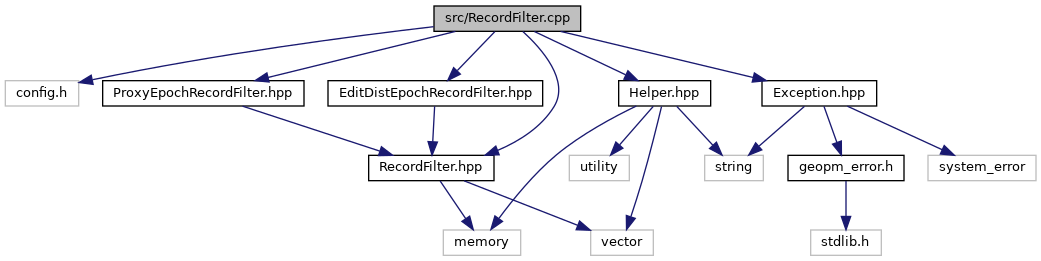 src/RecordFilter.cpp
config.h
ProxyEpochRecordFilter.hpp
EditDistEpochRecordFilter.hpp
Helper.hpp
Exception.hpp
RecordFilter.hpp
utility
string
geopm_error.h
system_error
memory
vector
stdlib.h